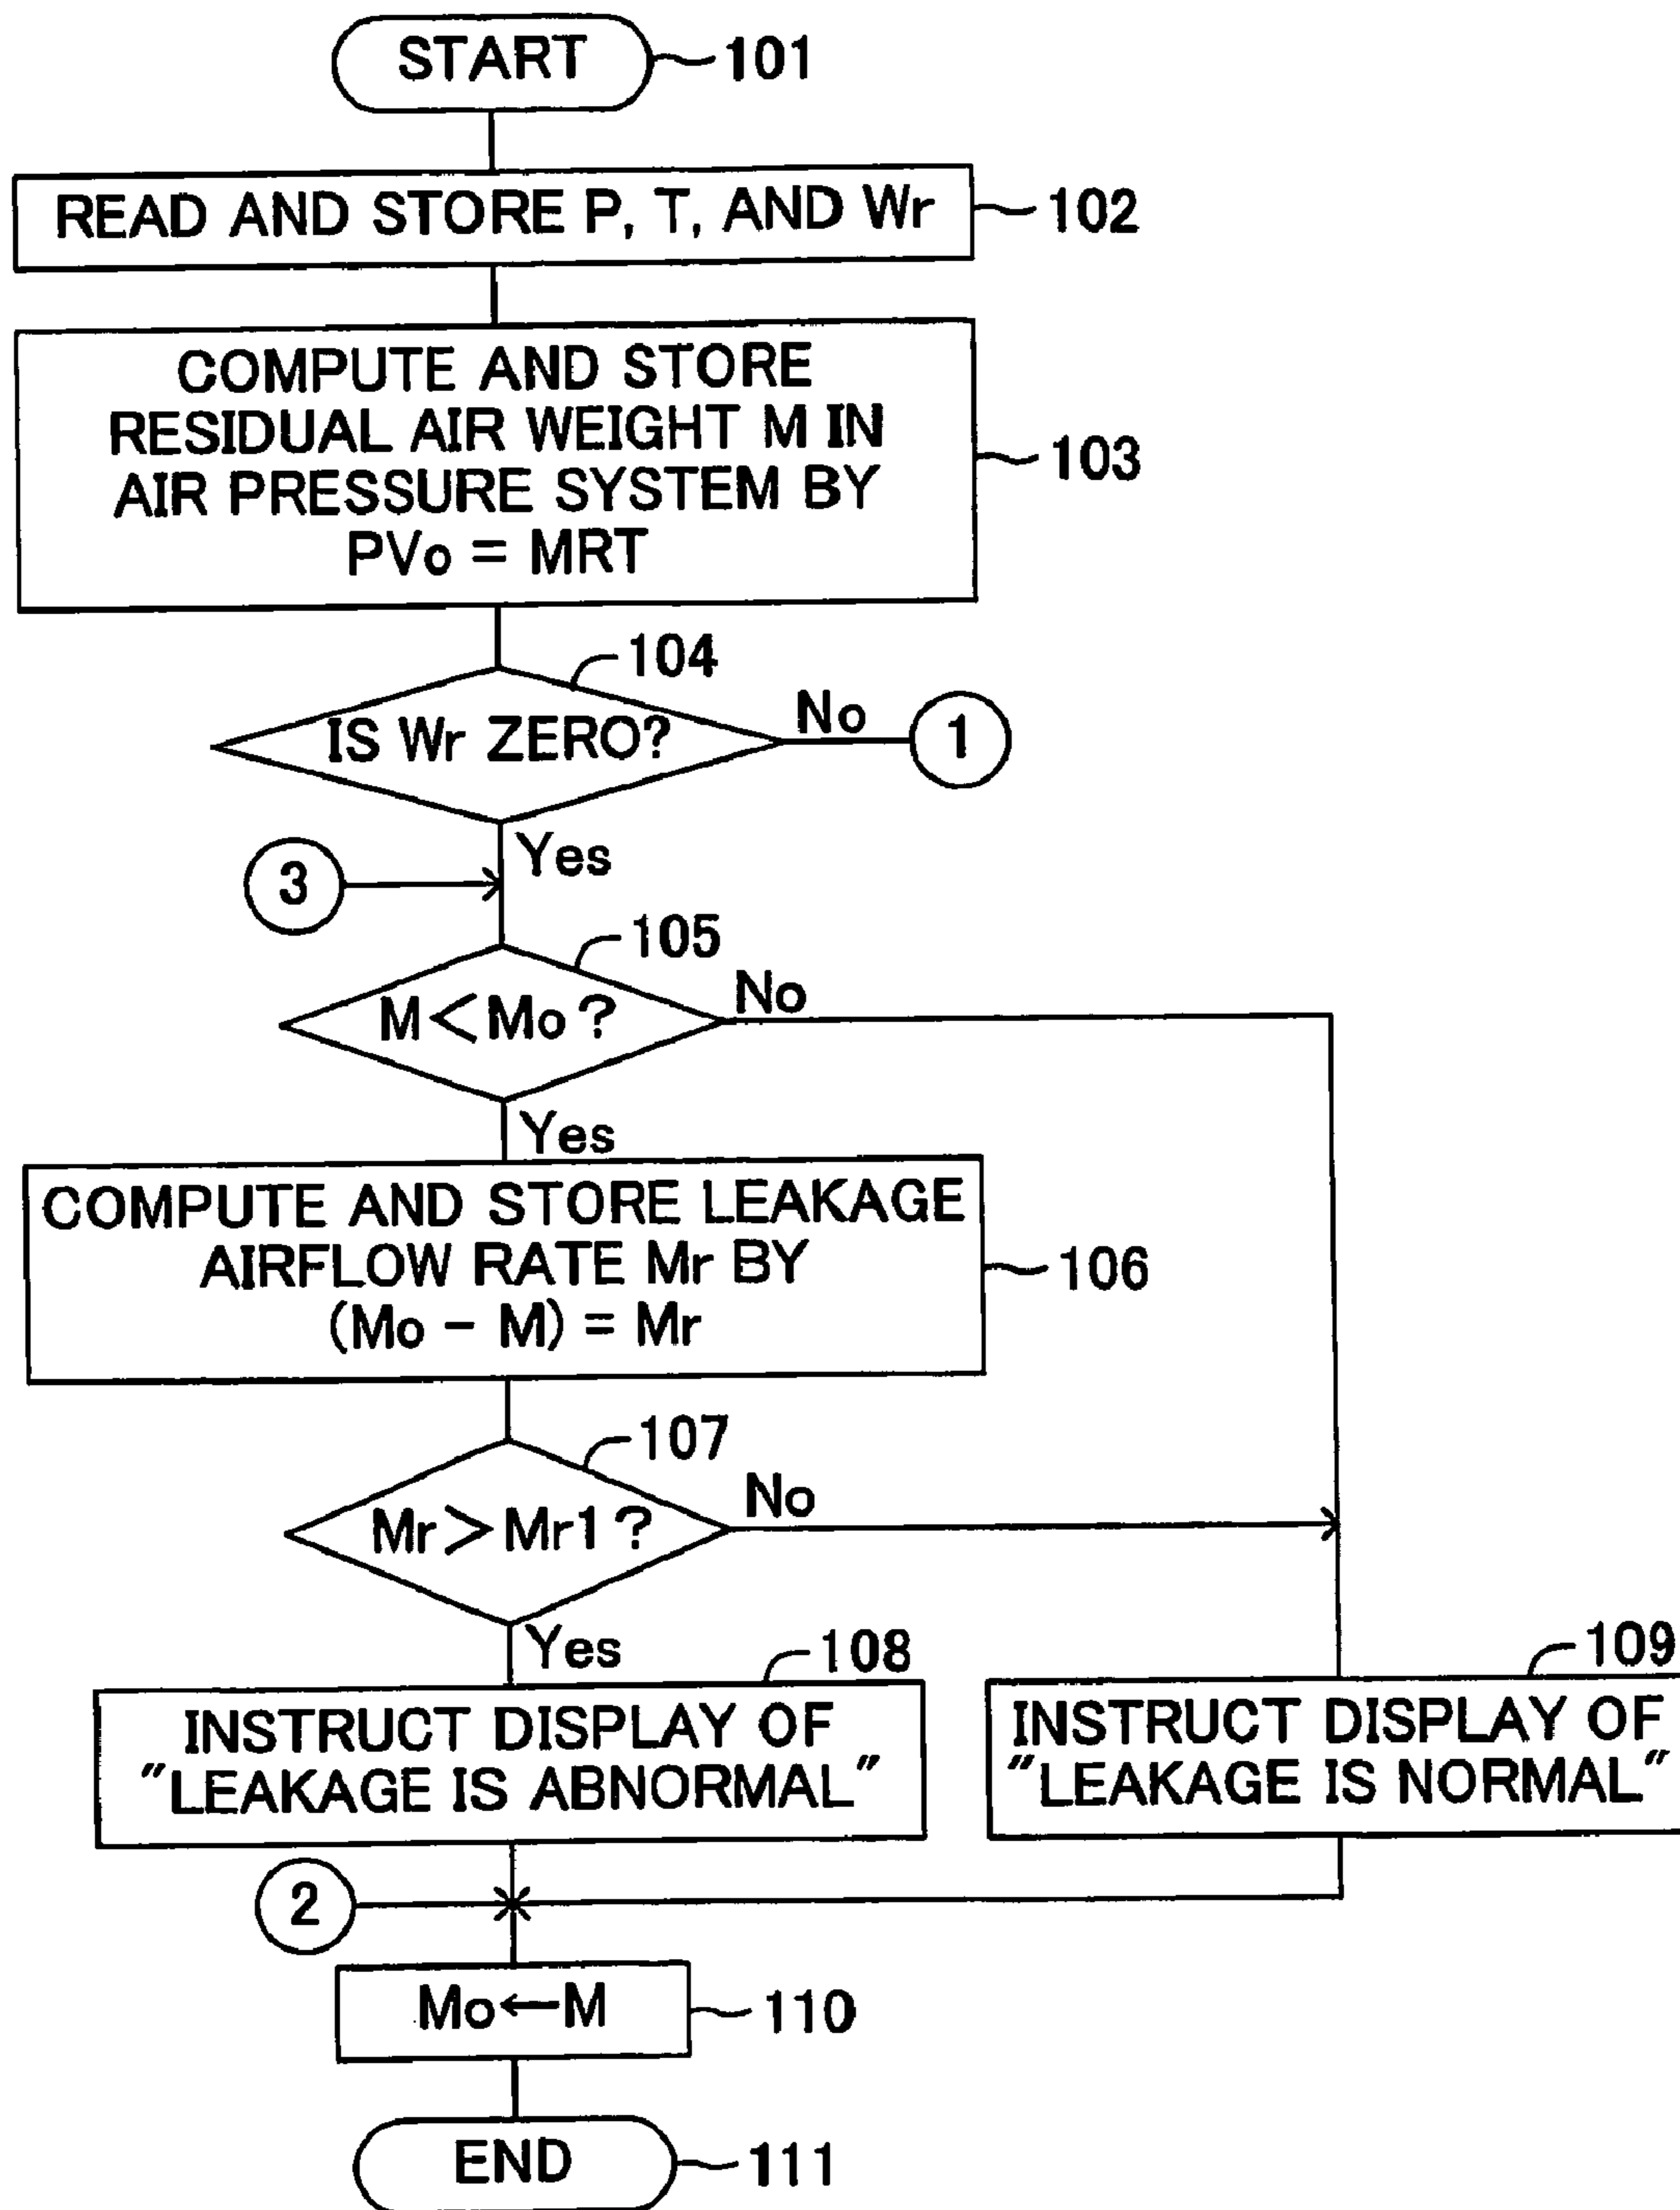 START
101
READ AND STORE P, T, AND Wr
102
COMPUTE AND STORE
RESIDUAL AIR WEIGHT M IN
AIR PRESSURE SYSTEM BY
PVo = MRT
103
104
IS Wr ZERO?
No
1
Yes
3
105
M<Mo?
No
Yes
COMPUTE AND STORE LEAKAGE
AIRFLOW RATE Mr BY
(Mo - M) = Mr
106
107
Mr>Mr1?
No
Yes
108
INSTRUCT DISPLAY OF
"LEAKAGE IS ABNORMAL"
109
INSTRUCT DISPLAY OF
"LEAKAGE IS NORMAL"
2
Mo←M
110
END
111